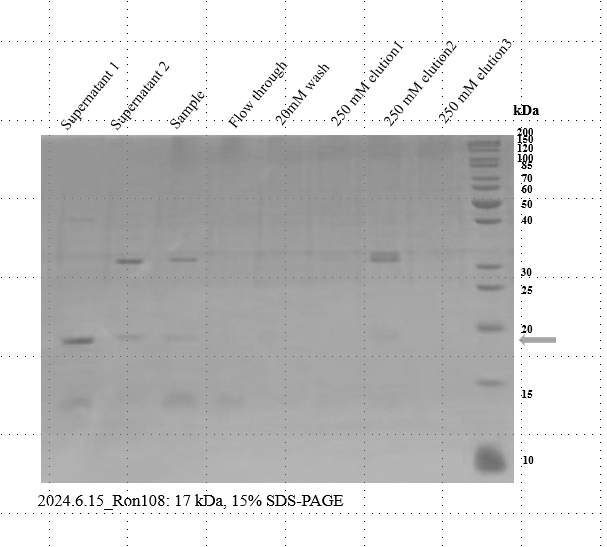 Supernatant 1
Supernatant 2
Sample
Flow through
20mM wash
250 mM elution1
250 mM elution2
250 mM elution3
kDa
200
150
120
100
85
70
60
50
40
30
25
20
15
10
2024.6.15_Ron108: 17 kDa, 15% SDS-PAGE